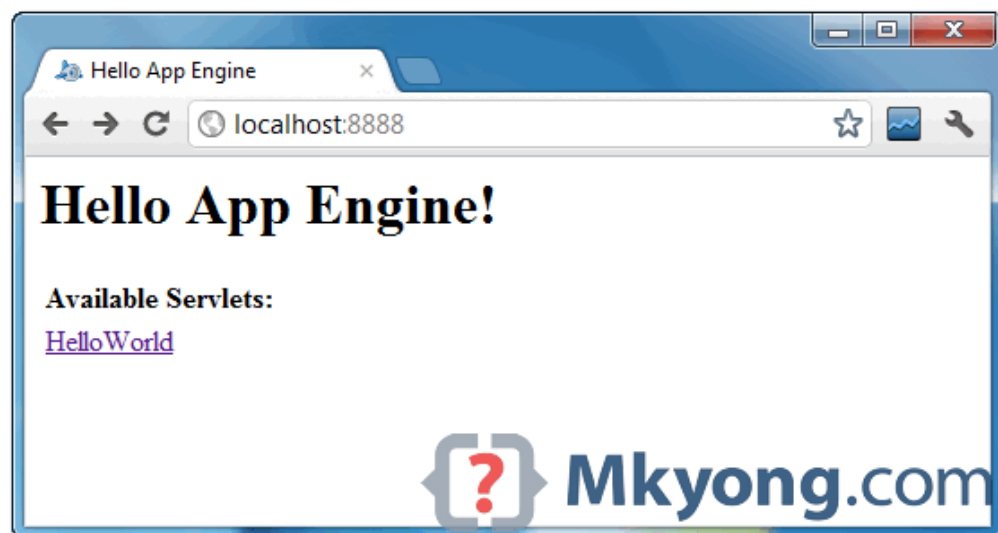 Hello App Engine
localhost:8888
Hello App Engine!
Available Servlets:
HelloWorld
Mkyong.com